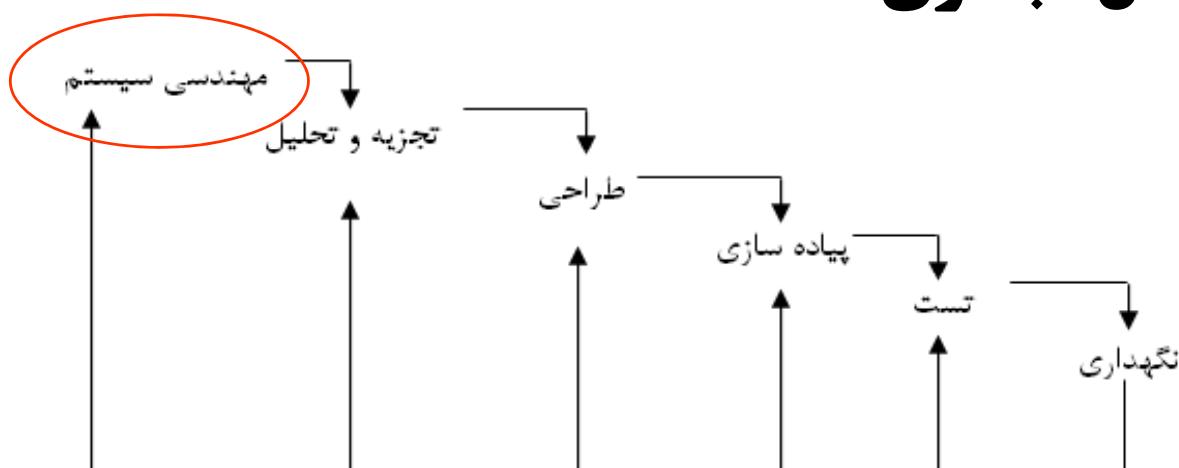 مهندسی سیستم
تجزیه و تحلیل
طراحی
پیاده سازی
تست
نگهداری